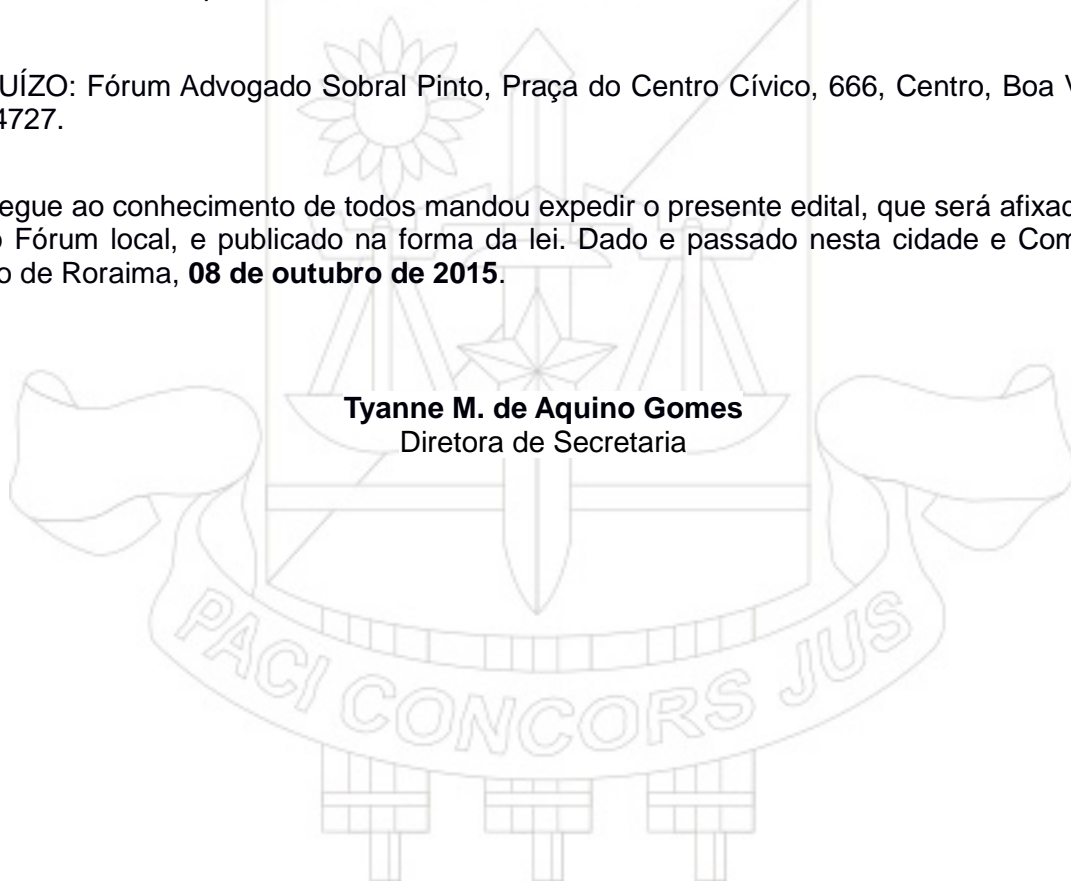 UÍZO: Fórum Advogado Sobral Pinto, Praça do Centro Cívico, 666, Centro, Boa V
4727.
egue ao conhecimento de todos mandou expedir o presente edital, que será afixad
o Fórum local, e publicado na forma da lei. Dado e passado nesta cidade e Com
o de Roraima, 08 de outubro de 2015.
Tyanne M. de Aquino Gomes
Diretora de Secretaria
PACI CONCORS JUS